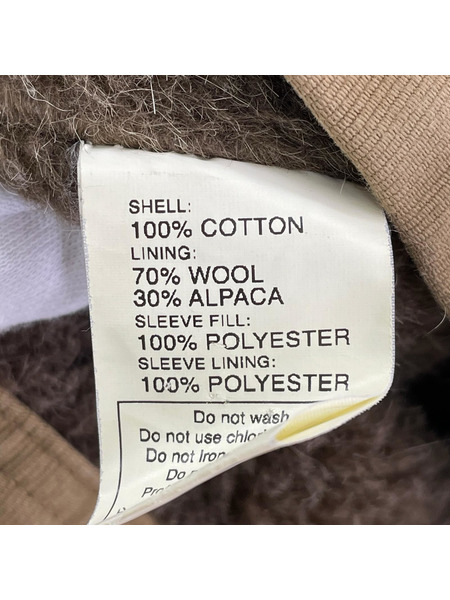 SHELL:
100% COTTON
LINING:
70% WOOL
30% ALPACA
SLEEVE FILL:
100% POLYESTER
SLEEVE LINING:
100% POLYESTER
Do not wash
Do not use
Do not Iron
Do